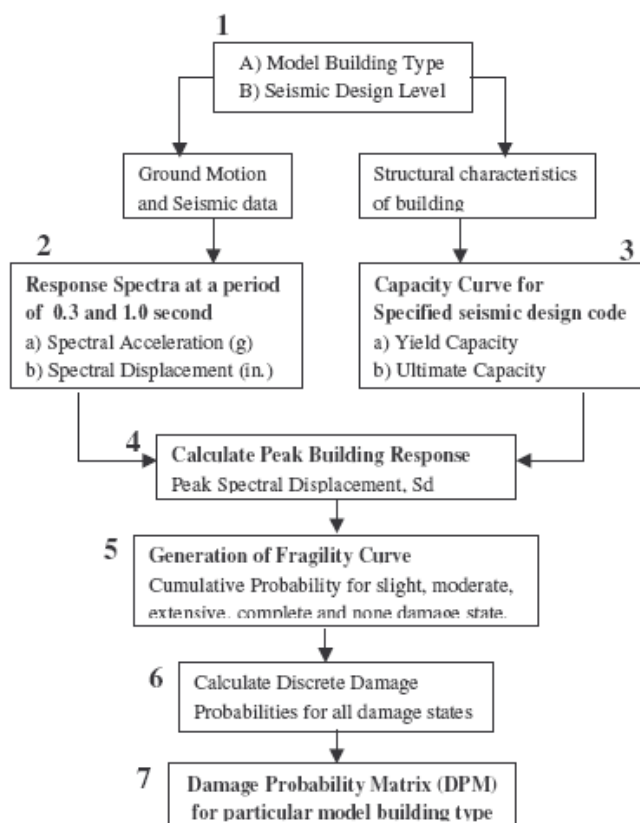 1
A) Model Building Type
B) Seismic Design Level
Ground Motion
and Seismic data
Structural characteristics
of building
2
Response Spectra at a period
of 0.3 and 1.0 second
a) Spectral Acceleration (g)
b) Spectral Displacement (in.)
3
Capacity Curve for
Specified seismic design code
a) Yield Capacity
b) Ultimate Capacity
4
Calculate Peak Building Response
Peak Spectral Displacement, Sd
5
Generation of Fragility Curve
Cumulative Probability for slight, moderate,
extensive, complete and none damage state.
6
Calculate Discrete Damage
Probabilities for all damage states
7
Damage Probability Matrix (DPM)
for particular model building type